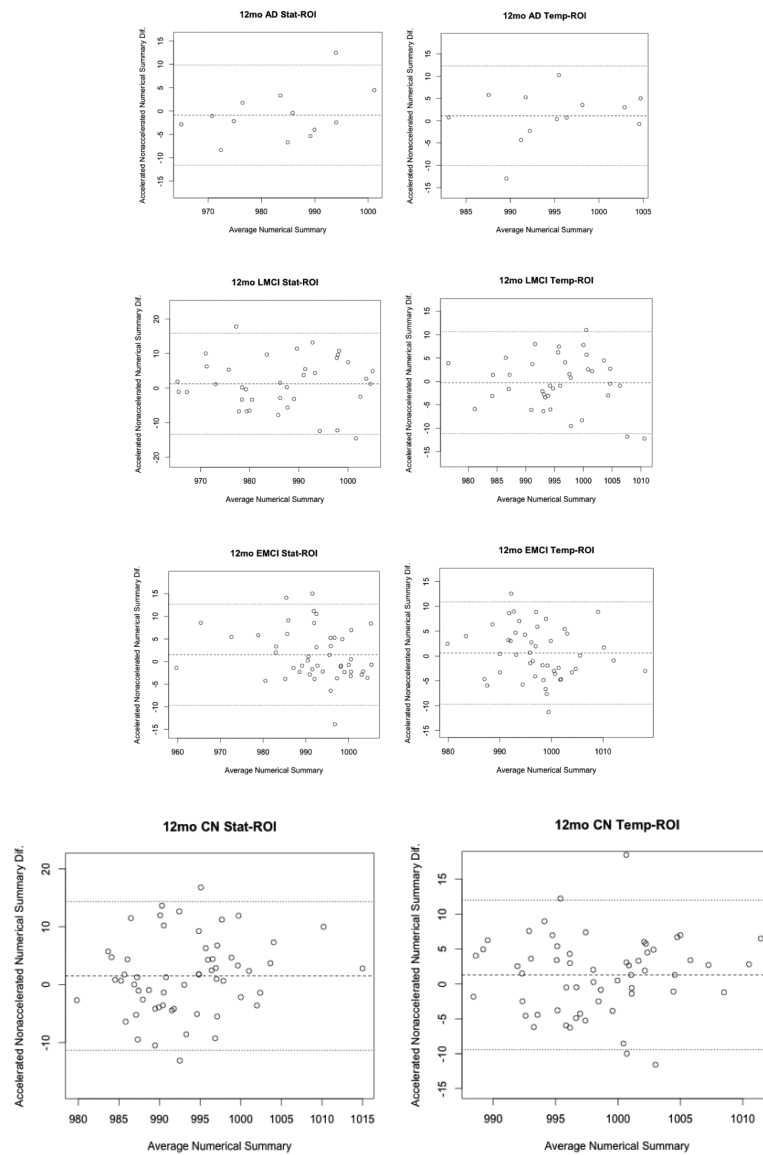 12mo AD Stat-ROI
Accelerated Nonaccelerated Numerical Summary Dif.
15
10
5
0
-5
-10
-15
970 980 990 1000
Average Numerical Summary
12mo AD Temp-ROI
Accelerated Nonaccelerated Numerical Summary Dif.
15
10
5
0
-5
-10
-15
985 990 995 1000 1005
Average Numerical Summary
12mo LMCI Stat-ROI
Accelerated Nonaccelerated Numerical Summary Dif.
20
10
0
-10
-20
970 980 990 1000
Average Numerical Summary
12mo LMCI Temp-ROI
Accelerated Nonaccelerated Numerical Summary Dif.
15
10
5
0
-5
-10
-15
980 985 990 995 1000 1005 1010
Average Numerical Summary
12mo EMCI Stat-ROI
Accelerated Nonaccelerated Numerical Summary Dif.
15
10
5
0
-5
-10
-15
960 970 980 990 1000
Average Numerical Summary
12mo EMCI Temp-ROI
Accelerated Nonaccelerated Numerical Summary Dif.
15
10
5
0
-5
-10
-15
980 990 1000 1010
Average Numerical Summary
12mo CN Stat-ROI
Accelerated Nonaccelerated Numerical Summary Dif.
20
10
0
-10
980 985 990 995 1000 1005 1010 1015
Average Numerical Summary
12mo CN Temp-ROI
Accelerated Nonaccelerated Numerical Summary Dif.
15
10
5
0
-5
-10
-15
990 995 1000 1005 1010
Average Numerical Summary